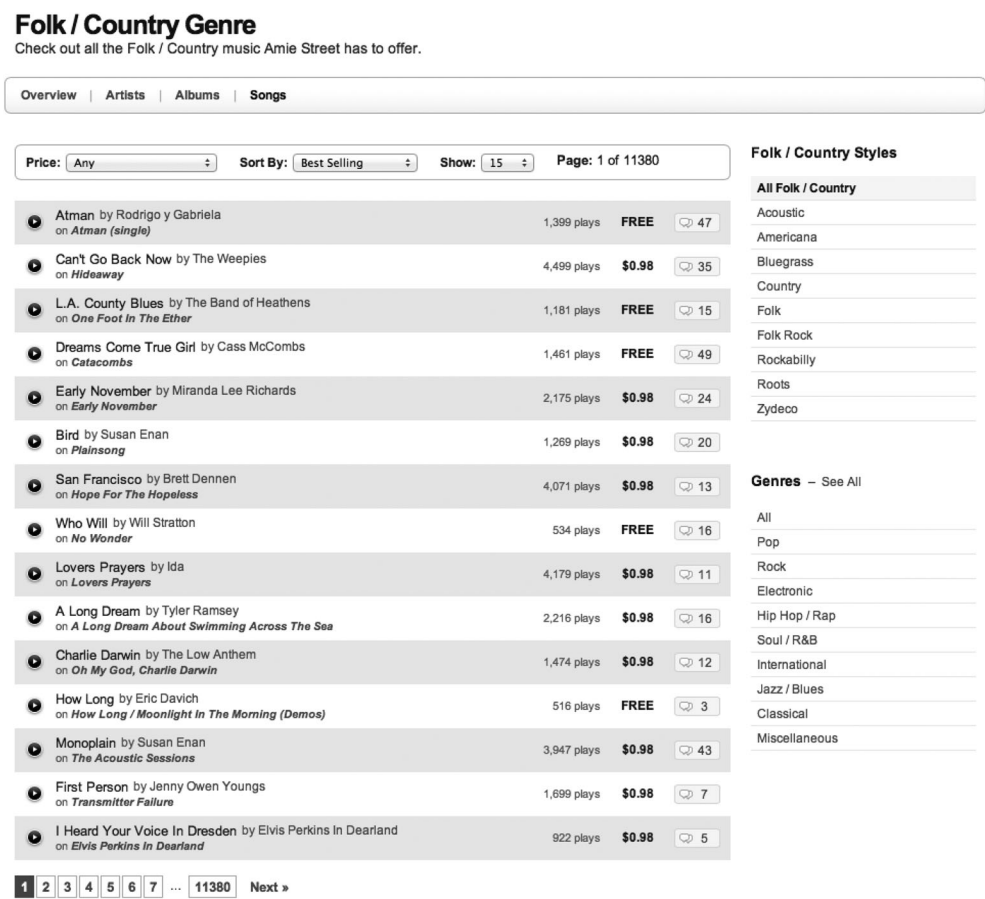 Folk / Country Genre
Check out all the Folk / Country music Amie Street has to offer.
Overview | Artists | Albums | Songs
Price: Any Sort By: Best Selling Show: 15 Page: 1 of 11380
Atman by Rodrigo y Gabriela 1,399 plays FREE 47
on Atman (single)
Can't Go Back Now by The Weepies 4,499 plays $0.98 35
on Hideaway
L.A. County Blues by The Band of Heathens 1,181 plays FREE 15
on One Foot In The Ether
Dreams Come True Girl by Cass McCombs 1,461 plays FREE 49
on Catacombs
Early November by Miranda Lee Richards 2,175 plays $0.98 24
on Early November
Bird by Susan Enan 1,269 plays $0.98 20
on Plainsong
San Francisco by Brett Dennen 4,071 plays $0.98 13
on Hope For The Hopeless
Who Will by Will Stratton 534 plays FREE 16
on No Wonder
Lovers Prayers by Ida 4,179 plays $0.98 11
on Lovers Prayers
A Long Dream by Tyler Ramsey 2,216 plays $0.98 16
on A Long Dream About Swimming Across The Sea
Charlie Darwin by The Low Anthem 1,474 plays $0.98 12
on Oh My God, Charlie Darwin
How Long by Eric Davich 516 plays FREE 3
on How Long / Moonlight In The Morning (Demos)
Monoplain by Susan Enan 3,947 plays $0.98 43
on The Acoustic Sessions
First Person by Jenny Owen Youngs 1,699 plays $0.98 7
on Transmitter Failure
I Heard Your Voice In Dresden by Elvis Perkins In Dearland 922 plays $0.98 5
on Elvis Perkins In Dearland
1 2 3 4 5 6 7 ... 11380 Next »
Folk / Country Styles
All Folk / Country
Acoustic
Americana
Bluegrass
Country
Folk
Folk Rock
Rockabilly
Roots
Zydeco
Genres – See All
All
Pop
Rock
Electronic
Hip Hop / Rap
Soul / R&B
International
Jazz / Blues
Classical
Miscellaneous